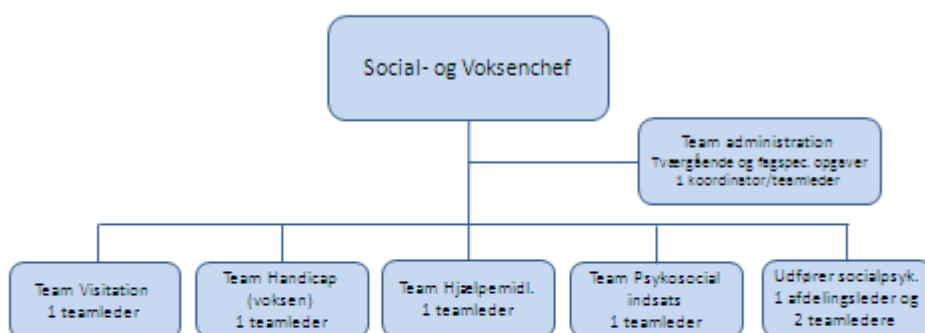 Social- og Voksenchef
Team administration
Tværgående og fagspec. opgaver
1 koordinator/teamleder
Team Visitation
1 teamleder
Team Handicap
(voksen)
1 teamleder
Team Hjælpemidl.
1 teamleder
Team Psykosocial
indsats
1 teamleder
Udfører socialpsyk.
1 afdelingsleder og
2 teamledere